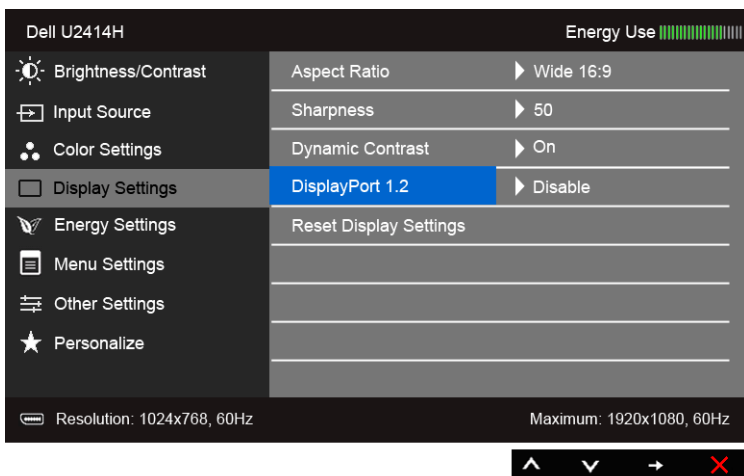 Dell U2414H Energy Use
Brightness/Contrast Aspect Ratio Wide 16:9
Input Source Sharpness 50
Color Settings Dynamic Contrast On
Display Settings DisplayPort 1.2 Disable
Energy Settings Reset Display Settings
Menu Settings
Other Settings
Personalize
Resolution: 1024x768, 60Hz Maximum: 1920x1080, 60Hz